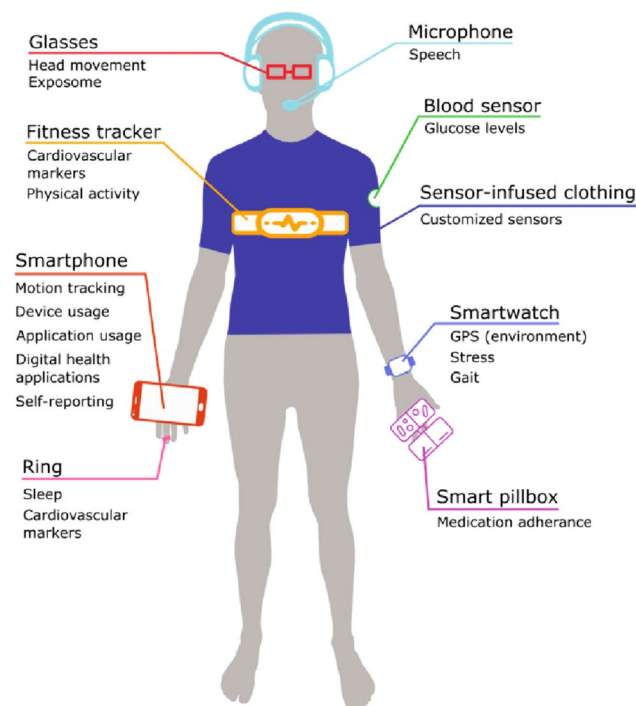 Glasses
Head movement
Exposome
Microphone
Speech
Blood sensor
Glucose levels
Fitness tracker
Cardiovascular
markers
Physical activity
Sensor-infused clothing
Customized sensors
Smartphone
Motion tracking
Device usage
Application usage
Digital health
applications
Self-reporting
Smartwatch
GPS (environment)
Stress
Gait
Ring
Sleep
Cardiovascular
markers
Smart pillbox
Medication adherance